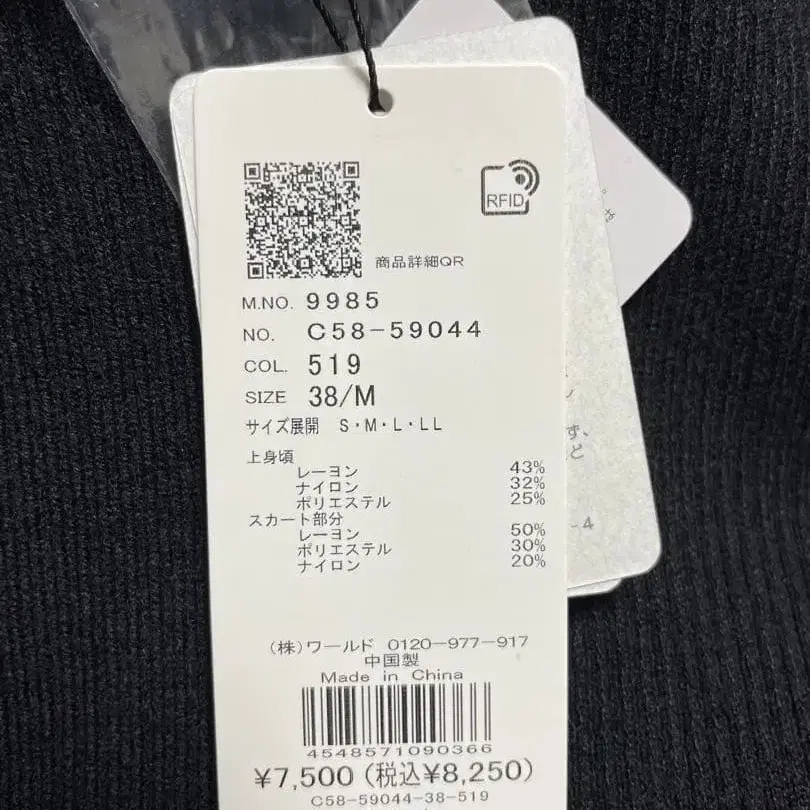 RFID
商品詳細QR
M.NO. 9985
NO. C58-59044
COL. 519
SIZE 38/M
サイズ展開 S・M・L・LL
上身頃
レーヨン 43%
ナイロン 32%
ポリエステル 25%
スカート部分
レーヨン 50%
ポリエステル 30%
ナイロン 20%
(株)ワールド 0120-977-917
中国製
Made in China
4548571090366
¥7,500(税込¥8,250)
C58-59044-38-519
ず、
と
-4